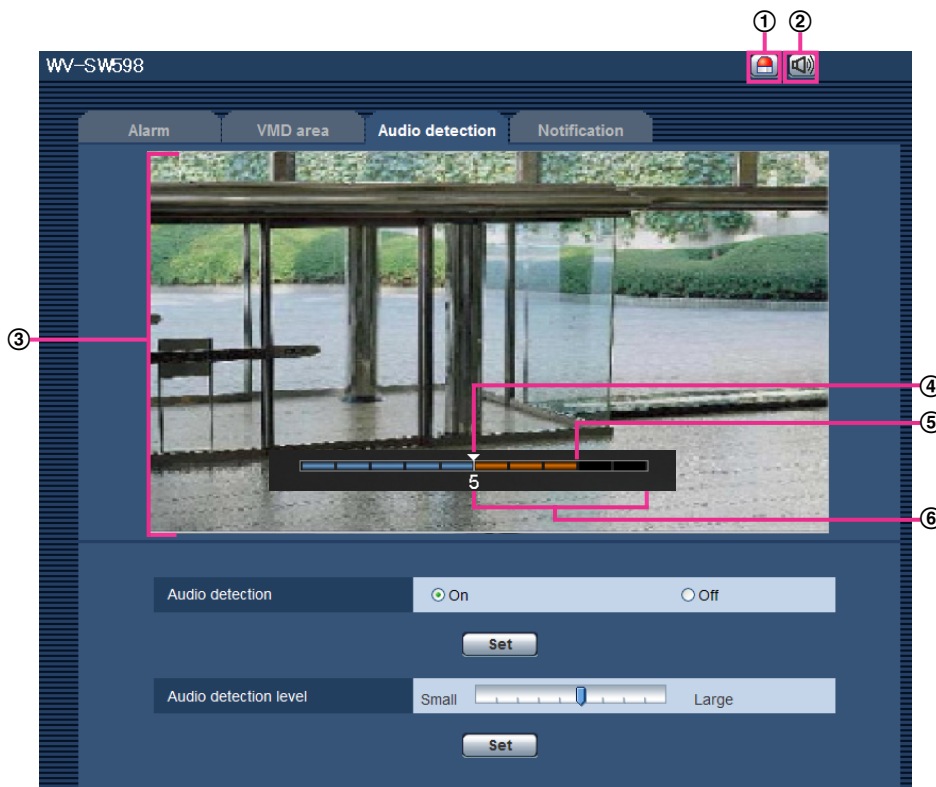 ① ②
WV-SW598
Alarm VMD area Audio detection Notification
③
④
⑤
5
⑥
Audio detection On Off
Set
Audio detection level Small Large
Set